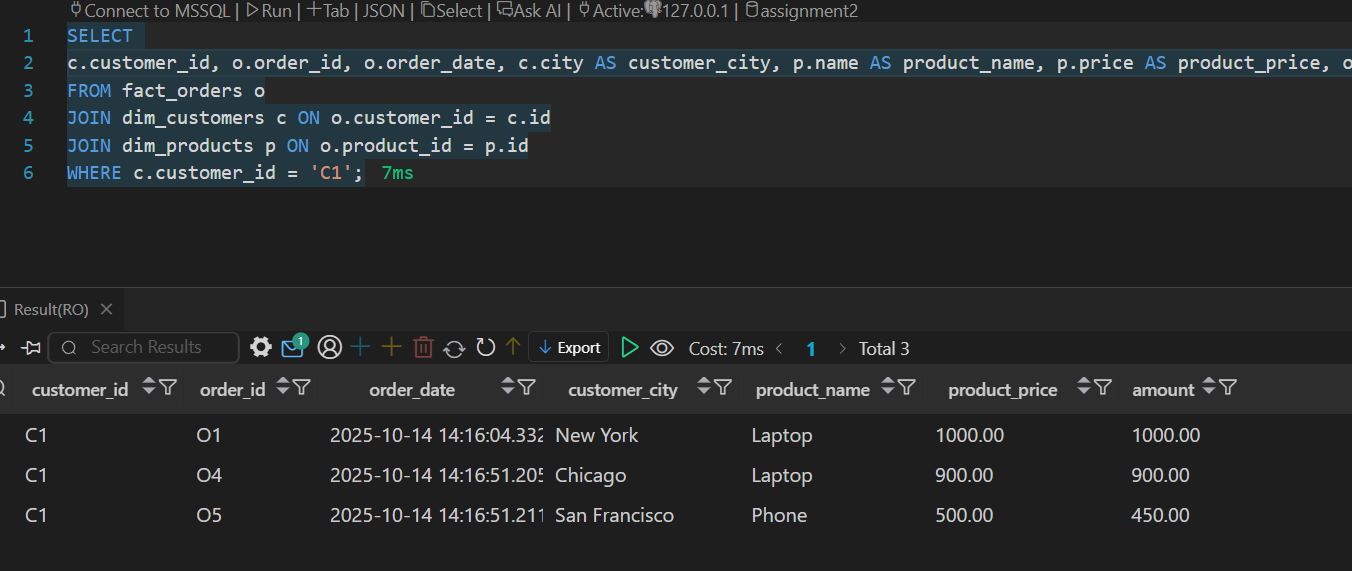 Connect to MSSQL | Run | Tab | JSON | Select | Ask AI | Active: 127.0.0.1 | assignment2
1 SELECT
2 c.customer_id, o.order_id, o.order_date, c.city AS customer_city, p.name AS product_name, p.price AS product_price, o
3 FROM fact_orders o
4 JOIN dim_customers c ON o.customer_id = c.id
5 JOIN dim_products p ON o.product_id = p.id
6 WHERE c.customer_id = 'C1'; 7ms
Result(RO)
Search Results 1 Export Cost: 7ms 1 Total 3
customer_id order_id order_date customer_city product_name product_price amount
C1 O1 2025-10-14 14:16:04.332 New York Laptop 1000.00 1000.00
C1 O4 2025-10-14 14:16:51.205 Chicago Laptop 900.00 900.00
C1 O5 2025-10-14 14:16:51.211 San Francisco Phone 500.00 450.00